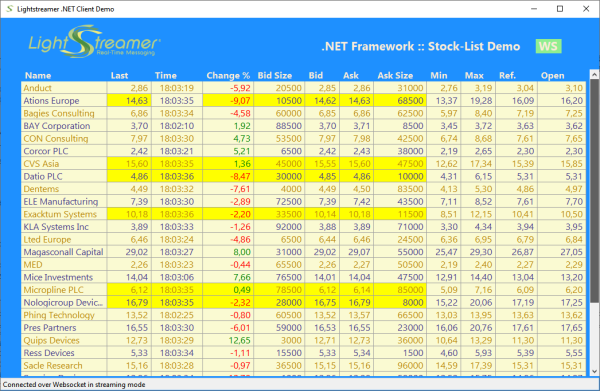 Lightstreamer .NET Client Demo
LightStreamer
Real-Time Messaging
.NET Framework :: Stock-List Demo WS
Name Last Time Change % Bid Size Bid Ask Ask Size Min Max Ref. Open
Anduct 2,86 18:03:19 -5,92 20500 2,85 2,86 31000 2,76 3,19 3,04 3,10
Ations Europe 14,63 18:03:35 -9,07 10500 14,62 14,63 68500 13,37 19,28 16,09 16,20
Bagies Consulting 6,86 18:03:34 -4,58 60000 6,85 6,86 62500 5,97 8,40 7,19 7,25
BAY Corporation 3,70 18:02:10 1,92 88500 3,70 3,71 8500 3,45 3,72 3,63 3,62
CON Consulting 7,97 18:03:30 4,73 53500 7,97 7,98 42500 6,74 8,68 7,61 7,65
Corcor PLC 2,42 18:03:21 5,21 6500 2,42 2,43 38000 2,19 2,65 2,30 2,30
CVS Asia 15,60 18:03:35 1,36 45000 15,55 15,60 47500 12,62 17,34 15,39 15,85
Datio PLC 4,86 18:03:36 -8,47 30000 4,85 4,86 10000 4,31 6,15 5,31 5,31
Dentems 4,49 18:03:32 -7,61 4000 4,49 4,50 83500 4,13 5,30 4,86 4,97
ELE Manufacturing 7,39 18:03:30 -2,89 72500 7,39 7,42 43500 7,11 8,52 7,61 7,70
Exacktum Systems 10,18 18:03:36 -2,20 33500 10,14 10,18 11500 8,51 12,15 10,41 10,50
KLA Systems Inc 3,89 18:03:33 -1,26 92000 3,88 3,89 71000 3,30 4,34 3,94 3,95
Lted Europe 6,46 18:03:24 -4,86 6500 6,44 6,46 24500 6,36 6,95 6,79 6,84
Magasconall Capital 29,02 18:03:27 8,00 31000 29,02 29,07 55000 25,47 29,30 26,87 27,05
MED 2,26 18:03:23 -0,44 65500 2,26 2,27 50500 2,19 2,40 2,27 2,29
Mice Investments 14,04 18:03:06 7,66 76500 14,01 14,04 47500 12,91 14,40 13,04 13,20
Micropline PLC 6,12 18:03:35 0,49 78500 6,12 6,14 85000 5,09 7,16 6,09 6,20
Nologicroup Devic... 16,79 18:03:35 -2,32 28000 16,75 16,79 8000 15,22 20,06 17,19 17,25
Phing Technology 13,52 18:02:25 -0,80 60500 13,52 13,57 66500 13,03 13,95 13,63 13,62
Pres Partners 16,55 18:03:30 -6,01 59000 16,53 16,55 23000 16,06 20,76 17,61 17,65
Quips Devices 12,73 18:03:29 12,65 3000 12,71 12,73 36000 10,64 13,29 11,30 11,30
Ress Devices 5,33 18:03:34 -1,11 15500 5,33 5,34 1500 4,60 5,93 5,39 5,55
Sacle Research 15,16 18:03:28 -0,97 36500 15,15 15,16 94500 14,59 17,39 15,31 15,31
Connected over Websocket in streaming mode